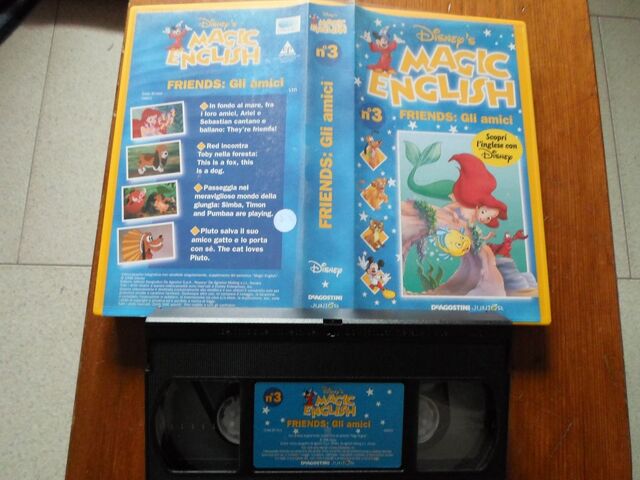 Disney's
MAGIC
ENGLISH
FRIENDS: Gli amici
In fondo al mare, fra
i loro amici, Ariel e
Sebastian cantano e
ballano: They're friends!
Red incontra
Toby nella foresta:
This is a fox, this
is a dog.
Passeggia nel
meraviglioso mondo della
giungla: Simba, Timon
and Pumbaa are playing.
Pluto salva il suo
amico gatto e lo porta
con sé. The cat loves
Pluto.
Disney's
MAGIC
ENGLISH
n°3
FRIENDS: Gli amici
Disney
DEAGOSTINI
JUNIOR
Disney's
MAGIC
ENGLISH
n°3
FRIENDS: Gli amici
Scopri
l'inglese con
Disney
DEAGOSTINI
JUNIOR
n°3
Disney's
MAGIC
ENGLISH
FRIENDS: Gli amici
DEAGOSTINI JUNIOR